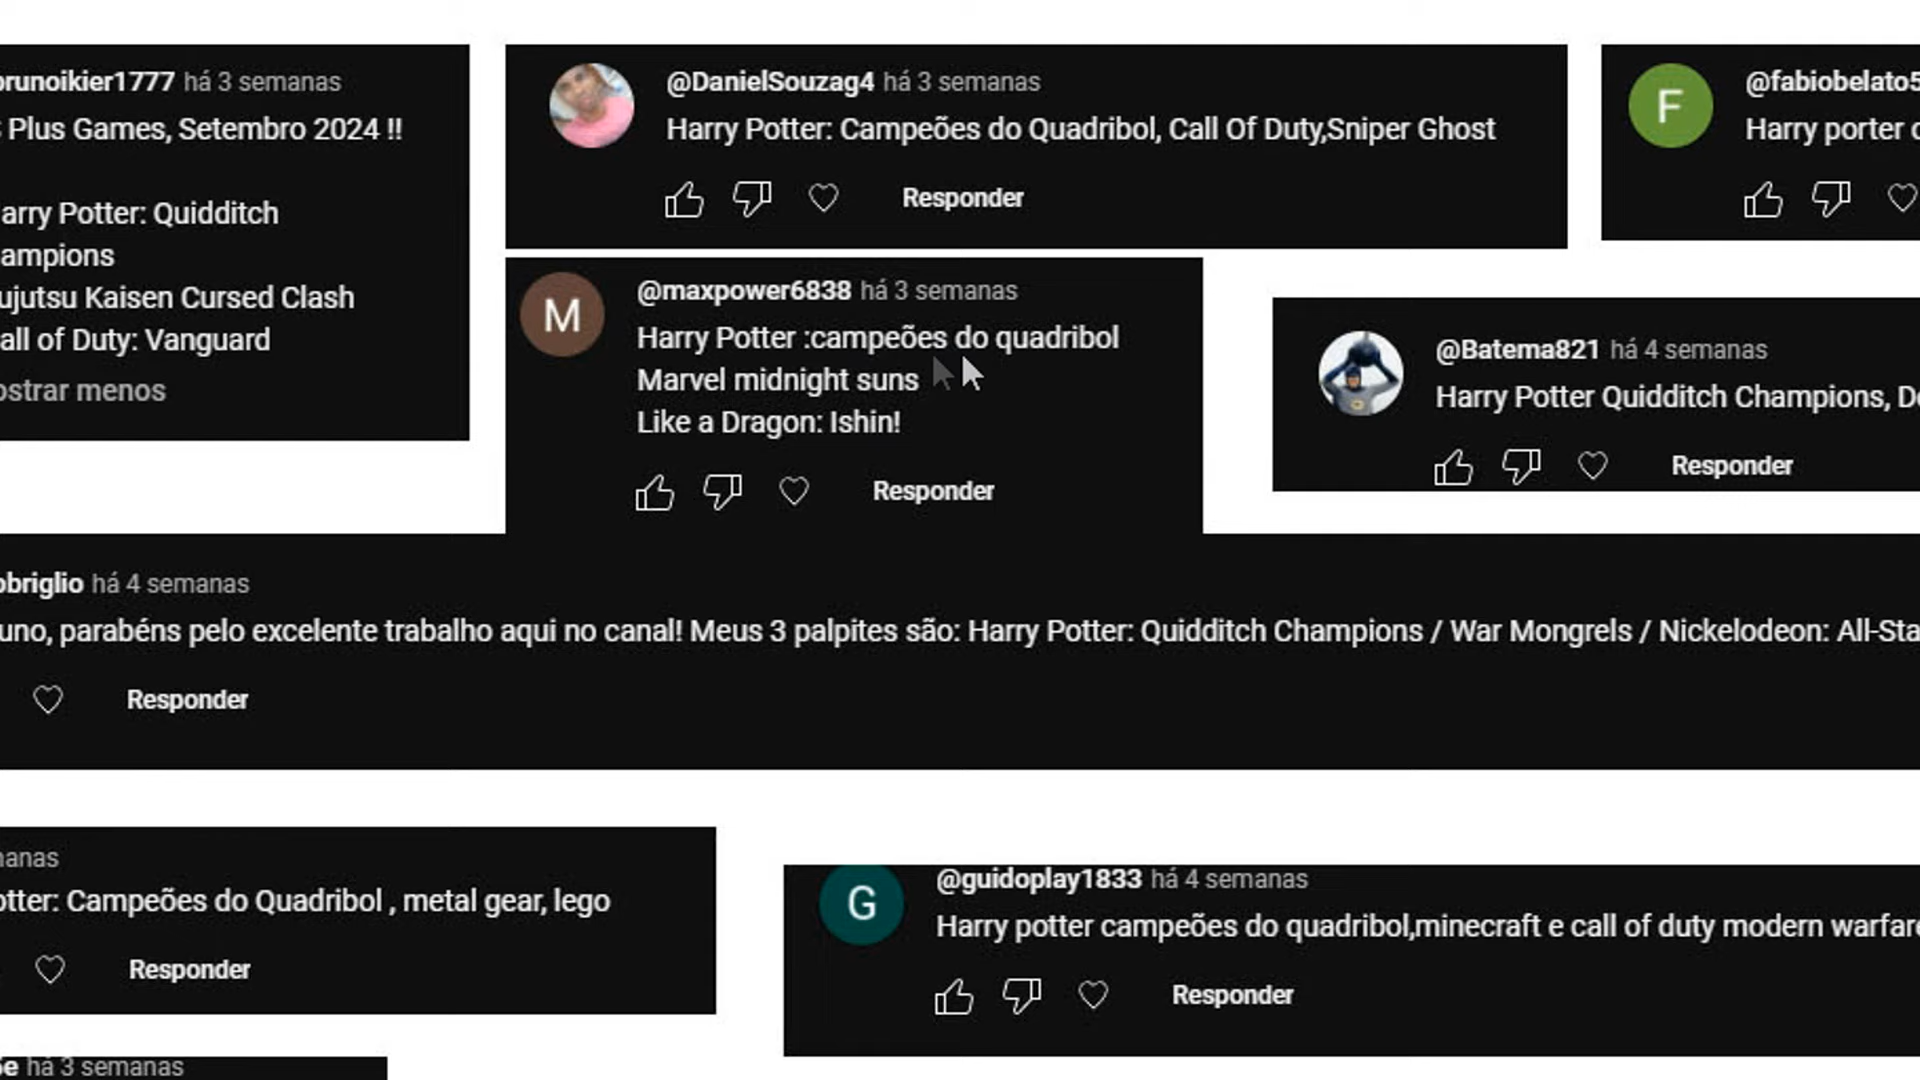 brunoikier1777 há 3 semanas
Plus Games, Setembro 2024 !!
arry Potter: Quidditch
ampions
ujutsu Kaisen Cursed Clash
all of Duty: Vanguard
ostrar menos
@DanielSouzag4 há 3 semanas
Harry Potter: Campeões do Quadribol, Call Of Duty,Sniper Ghost
Responder
@fabiobelato5
F
Harry porter
M
@maxpower6838 há 3 semanas
Harry Potter :campeões do quadribol
Marvel midnight suns
Like a Dragon: Ishin!
Responder
@Batema821 há 4 semanas
Harry Potter Quidditch Champions, D
Responder
obriglio há 4 semanas
uno, parabéns pelo excelente trabalho aqui no canal! Meus 3 palpites são: Harry Potter: Quidditch Champions / War Mongrels / Nickelodeon: All-Sta
Responder
manas
otter: Campeões do Quadribol , metal gear, lego
Responder
G
@guidoplay1833 há 4 semanas
Harry potter campeões do quadribol,minecraft e call of duty modern warfare
Responder
há 3 semanas